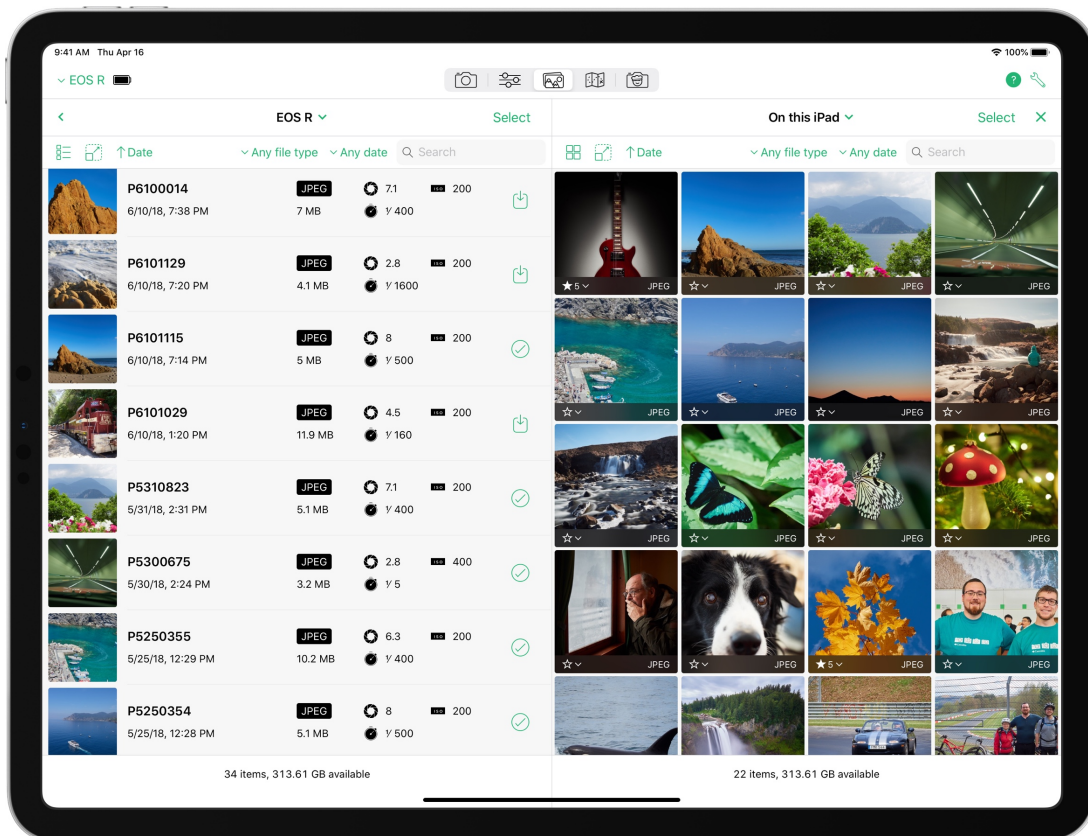 9:41 AM Thu Apr 16
100%
EOS R
?
EOS R
Select
On this iPad
Select
Date
Any file type
Any date
Search
Date
Any file type
Any date
Search
P6100014
JPEG
7.1
ISO
200
6/10/18, 7:38 PM
7 MB
1/400
P6101129
JPEG
2.8
ISO
200
6/10/18, 7:20 PM
4.1 MB
1/1600
P6101115
JPEG
8
ISO
200
6/10/18, 7:14 PM
5 MB
1/500
P6101029
JPEG
4.5
ISO
200
6/10/18, 1:20 PM
11.9 MB
1/160
P5310823
JPEG
7.1
ISO
200
5/31/18, 2:31 PM
5.1 MB
1/400
P5300675
JPEG
2.8
ISO
400
5/30/18, 2:24 PM
3.2 MB
1/5
P5250355
JPEG
6.3
ISO
200
5/25/18, 12:29 PM
10.2 MB
1/400
P5250354
JPEG
8
ISO
200
5/25/18, 12:28 PM
5.1 MB
1/500
34 items, 313.61 GB available
5
JPEG
JPEG
JPEG
JPEG
JPEG
JPEG
JPEG
JPEG
JPEG
JPEG
JPEG
JPEG
JPEG
JPEG
5
JPEG
JPEG
22 items, 313.61 GB available